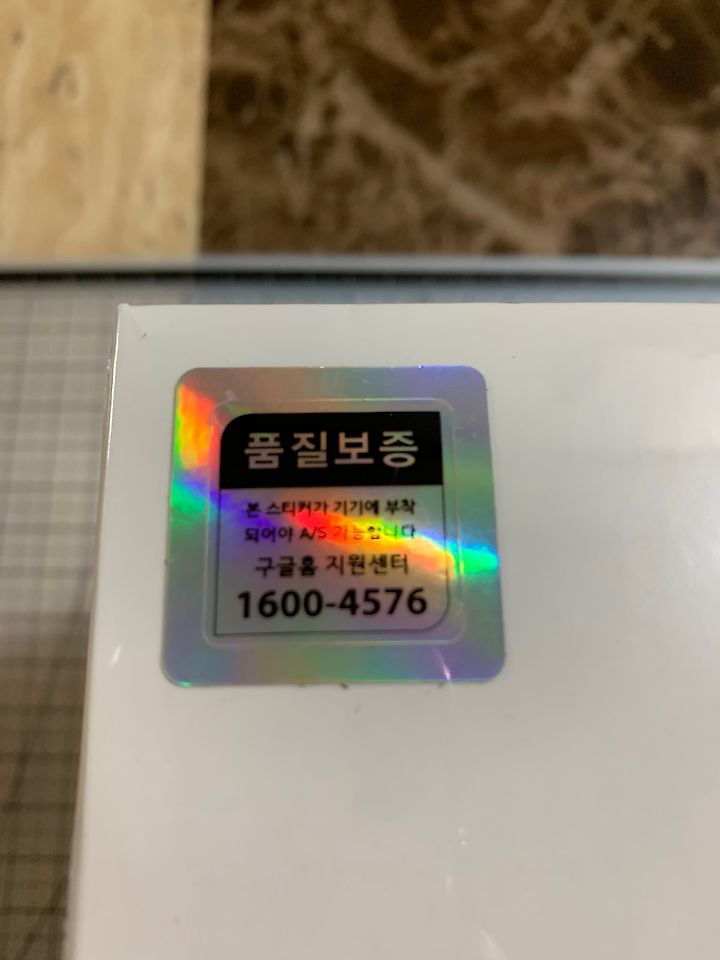 품질보증
본 스티커가 기기에 부착
되어야 A/S 가능합니다
구글홈 지원센터
1600-4576